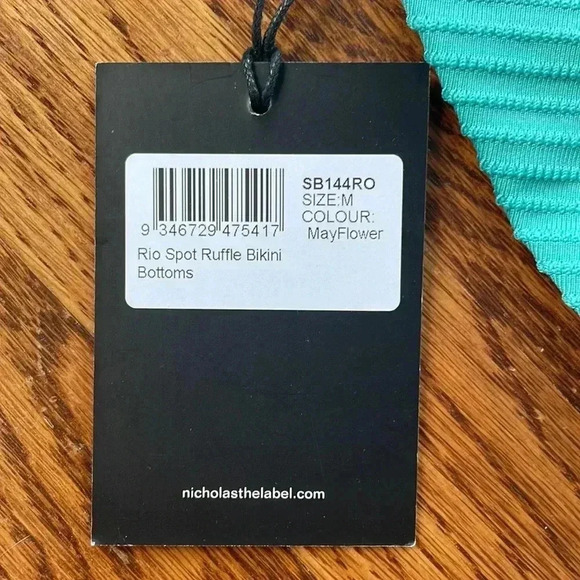 SB144RO
SIZE:M
COLOUR:
MayFlower
9 346729 475417
Rio Spot Ruffle Bikini
Bottoms
nicholasthelabel.com